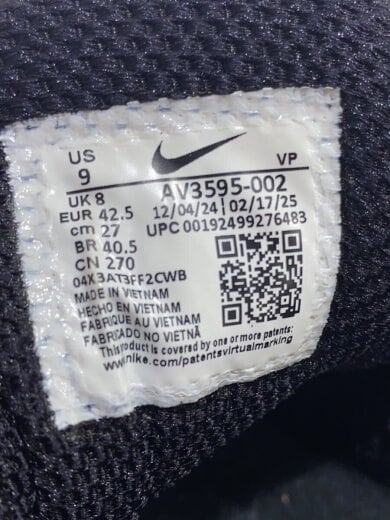 US
9
VP
UK 8
AV3595-002
EUR 42.5
12/04/24 | 02/17/25
cm 27
UPC 00192499276483
BR 40.5
CN 270
04X3AT3FF2CWB
MADE IN VIETNAM
HECHO EN VIETNAM
FABRIQUE AU VIETNAM
FABRICADO NO VIETNÃ
This product is covered by one or more patents:
www.nike.com/patentsvirtualmarking